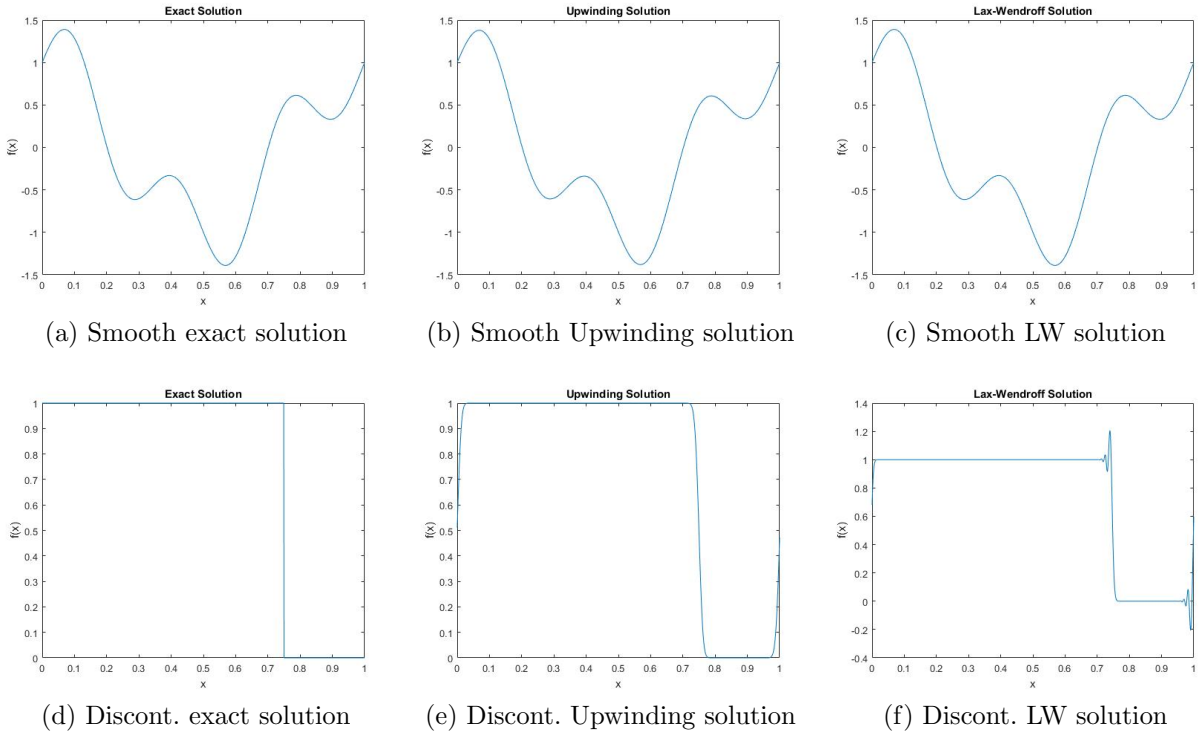 Exact Solution
1.5
1
0.5
0
-0.5
-1
-1.5
f(x)
0 0.1 0.2 0.3 0.4 0.5 0.6 0.7 0.8 0.9 1
x
(a) Smooth exact solution
Upwinding Solution
1.5
1
0.5
0
-0.5
-1
-1.5
f(x)
0 0.1 0.2 0.3 0.4 0.5 0.6 0.7 0.8 0.9 1
x
(b) Smooth Upwinding solution
Lax-Wendroff Solution
1.5
1
0.5
0
-0.5
-1
-1.5
f(x)
0 0.1 0.2 0.3 0.4 0.5 0.6 0.7 0.8 0.9 1
x
(c) Smooth LW solution
Exact Solution
1
0.9
0.8
0.7
0.6
0.5
0.4
0.3
0.2
0.1
0
f(x)
0 0.1 0.2 0.3 0.4 0.5 0.6 0.7 0.8 0.9 1
x
(d) Discont. exact solution
Upwinding Solution
1
0.9
0.8
0.7
0.6
0.5
0.4
0.3
0.2
0.1
0
f(x)
0 0.1 0.2 0.3 0.4 0.5 0.6 0.7 0.8 0.9 1
x
(e) Discont. Upwinding solution
Lax-Wendroff Solution
1.4
1.2
1
0.8
0.6
0.4
0.2
0
-0.2
-0.4
f(x)
0 0.1 0.2 0.3 0.4 0.5 0.6 0.7 0.8 0.9 1
x
(f) Discont. LW solution